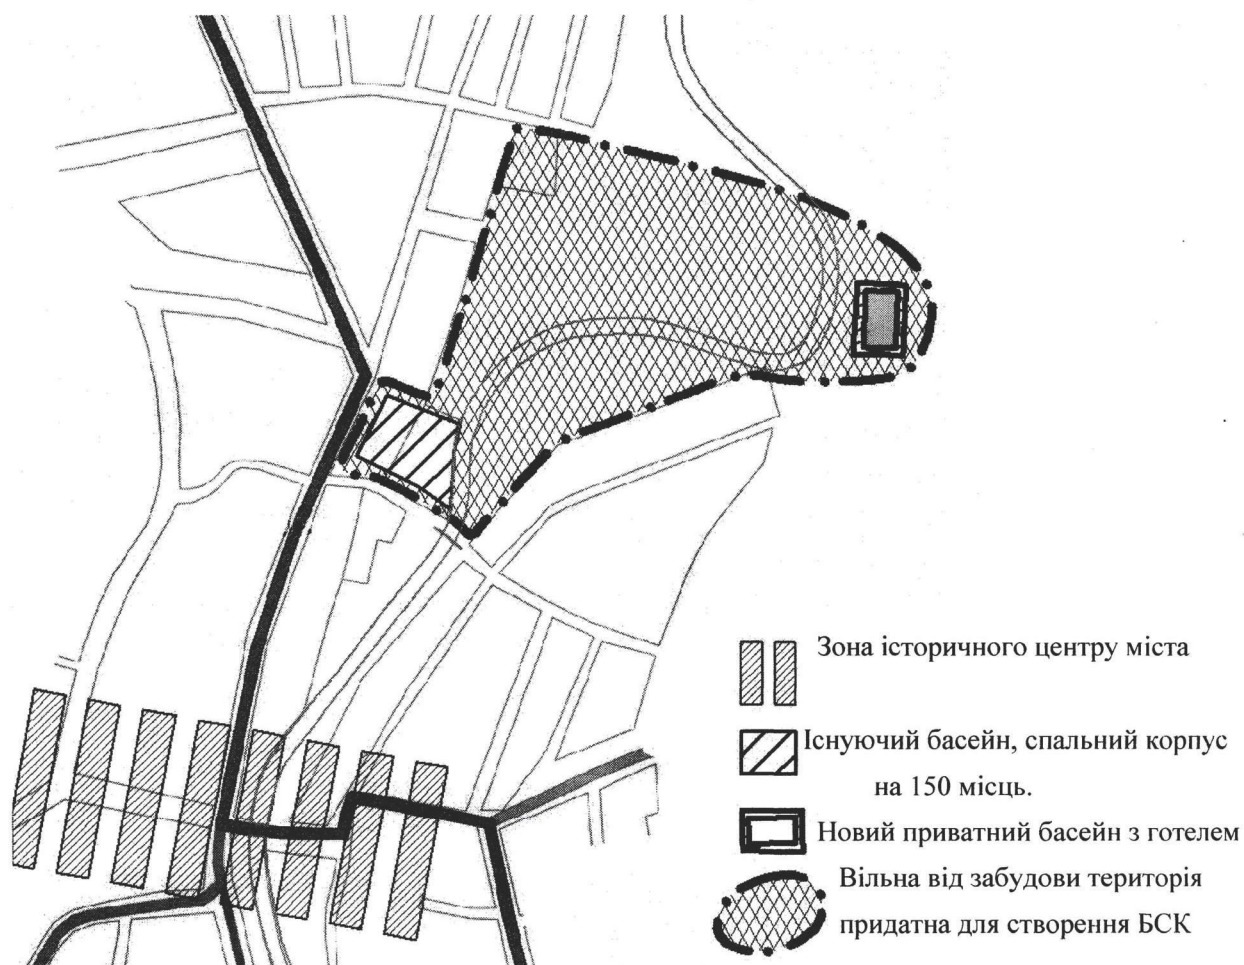 Зона історичного центру міста
Існуючий басейн, спальний корпус
на 150 місць.
Новий приватний басейн з готелем
Вільна від забудови територія
придатна для створення БСК